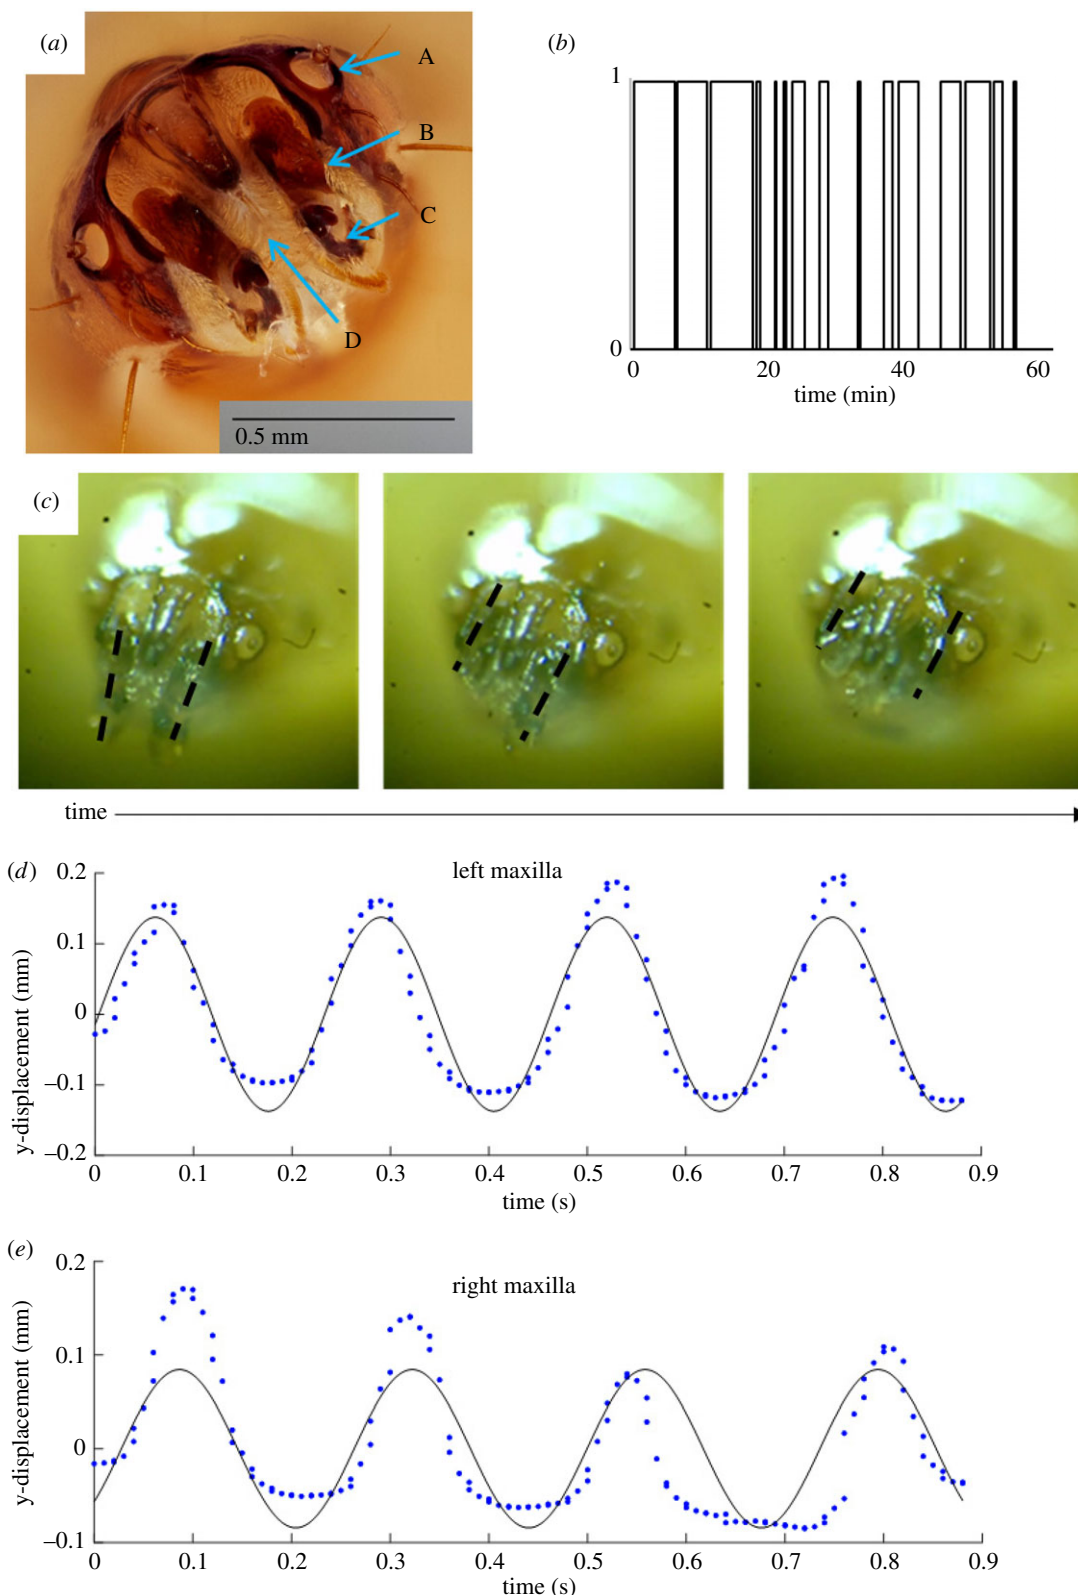 (a)
A
B
C
D
0.5 mm
(b)
1
0
0 20 40 60
time (min)
(c)
time
(d)
left maxilla
0.2
0.1
0
–0.1
–0.2
y-displacement (mm)
0 0.1 0.2 0.3 0.4 0.5 0.6 0.7 0.8 0.9
time (s)
(e)
right maxilla
0.2
0.1
0
–0.1
y-displacement (mm)
0 0.1 0.2 0.3 0.4 0.5 0.6 0.7 0.8 0.9
time (s)